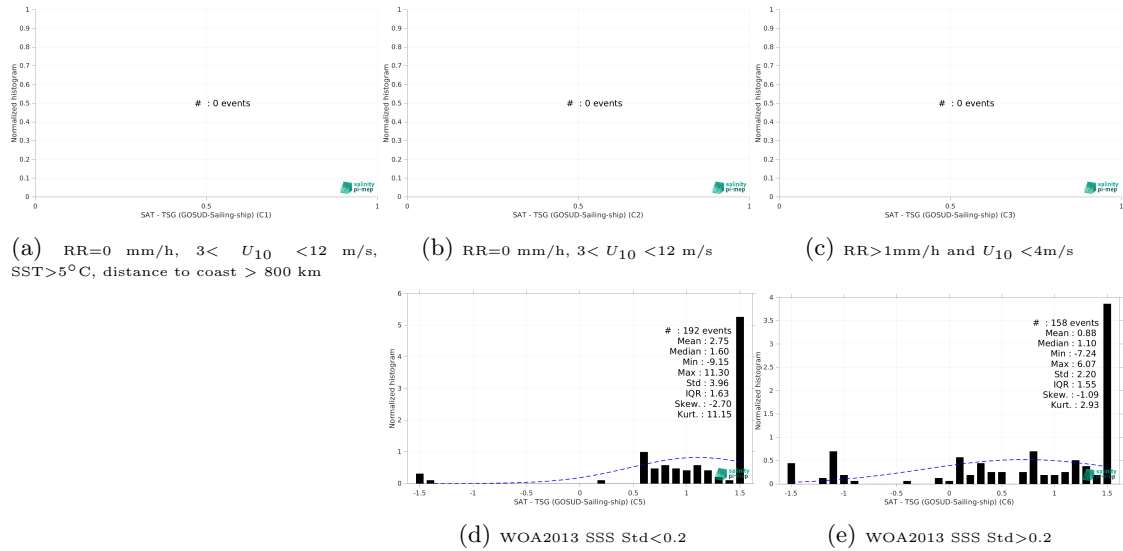 Normalized histogram
1
0.9
0.8
0.7
0.6
0.5
0.4
0.3
0.2
0.1
0
# : 0 events
salinity
pi-mep
0 0.5 1
SAT - TSG (GOSUD-Sailing-ship) (C1)
(a) RR=0 mm/h, 3< U10 <12 m/s,
SST>5°C, distance to coast > 800 km
Normalized histogram
1
0.9
0.8
0.7
0.6
0.5
0.4
0.3
0.2
0.1
0
# : 0 events
salinity
pi-mep
0 0.5 1
SAT - TSG (GOSUD-Sailing-ship) (C2)
(b) RR=0 mm/h, 3< U10 <12 m/s
Normalized histogram
1
0.9
0.8
0.7
0.6
0.5
0.4
0.3
0.2
0.1
0
# : 0 events
salinity
pi-mep
0 0.5 1
SAT - TSG (GOSUD-Sailing-ship) (C3)
(c) RR>1mm/h and U10 <4m/s
Normalized histogram
6
5
4
3
2
1
0
# : 192 events
Mean : 2.75
Median : 1.60
Min : -9.15
Max : 11.30
Std : 3.96
IQR : 1.63
Skew. : -2.70
Kurt. : 11.15
salinity
pi-mep
-1.5 -1 -0.5 0 0.5 1 1.5
SAT - TSG (GOSUD-Sailing-ship) (C5)
(d) WOA2013 SSS Std<0.2
Normalized histogram
4
3.5
3
2.5
2
1.5
1
0.5
0
# : 158 events
Mean : 0.88
Median : 1.10
Min : -7.24
Max : 6.07
Std : 2.20
IQR : 1.55
Skew. : -1.09
Kurt. : 2.93
salinity
pi-mep
-1.5 -1 -0.5 0 0.5 1 1.5
SAT - TSG (GOSUD-Sailing-ship) (C6)
(e) WOA2013 SSS Std>0.2